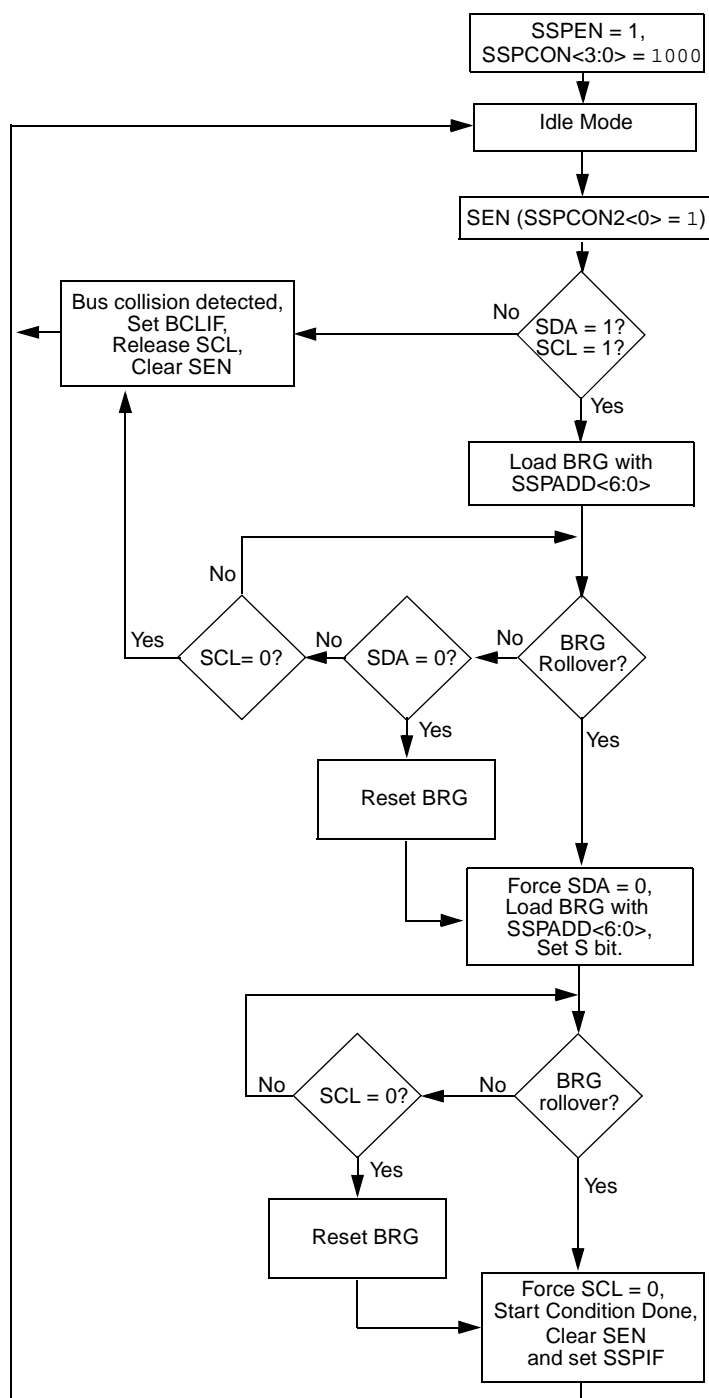 SSPEN = 1,
SSPCON<3:0> = 1000
Idle Mode
SEN (SSPCON2<0> = 1)
Bus collision detected,
Set BCLIF,
Release SCL,
Clear SEN
No
SDA = 1?
SCL = 1?
Yes
Load BRG with
SSPADD<6:0>
No
Yes
SCL= 0?
No
SDA = 0?
No
BRG
Rollover?
Yes
Yes
Reset BRG
Force SDA = 0,
Load BRG with
SSPADD<6:0>,
Set S bit.
No
SCL = 0?
No
BRG
rollover?
Yes
Yes
Reset BRG
Force SCL = 0,
Start Condition Done,
Clear SEN
and set SSPIF